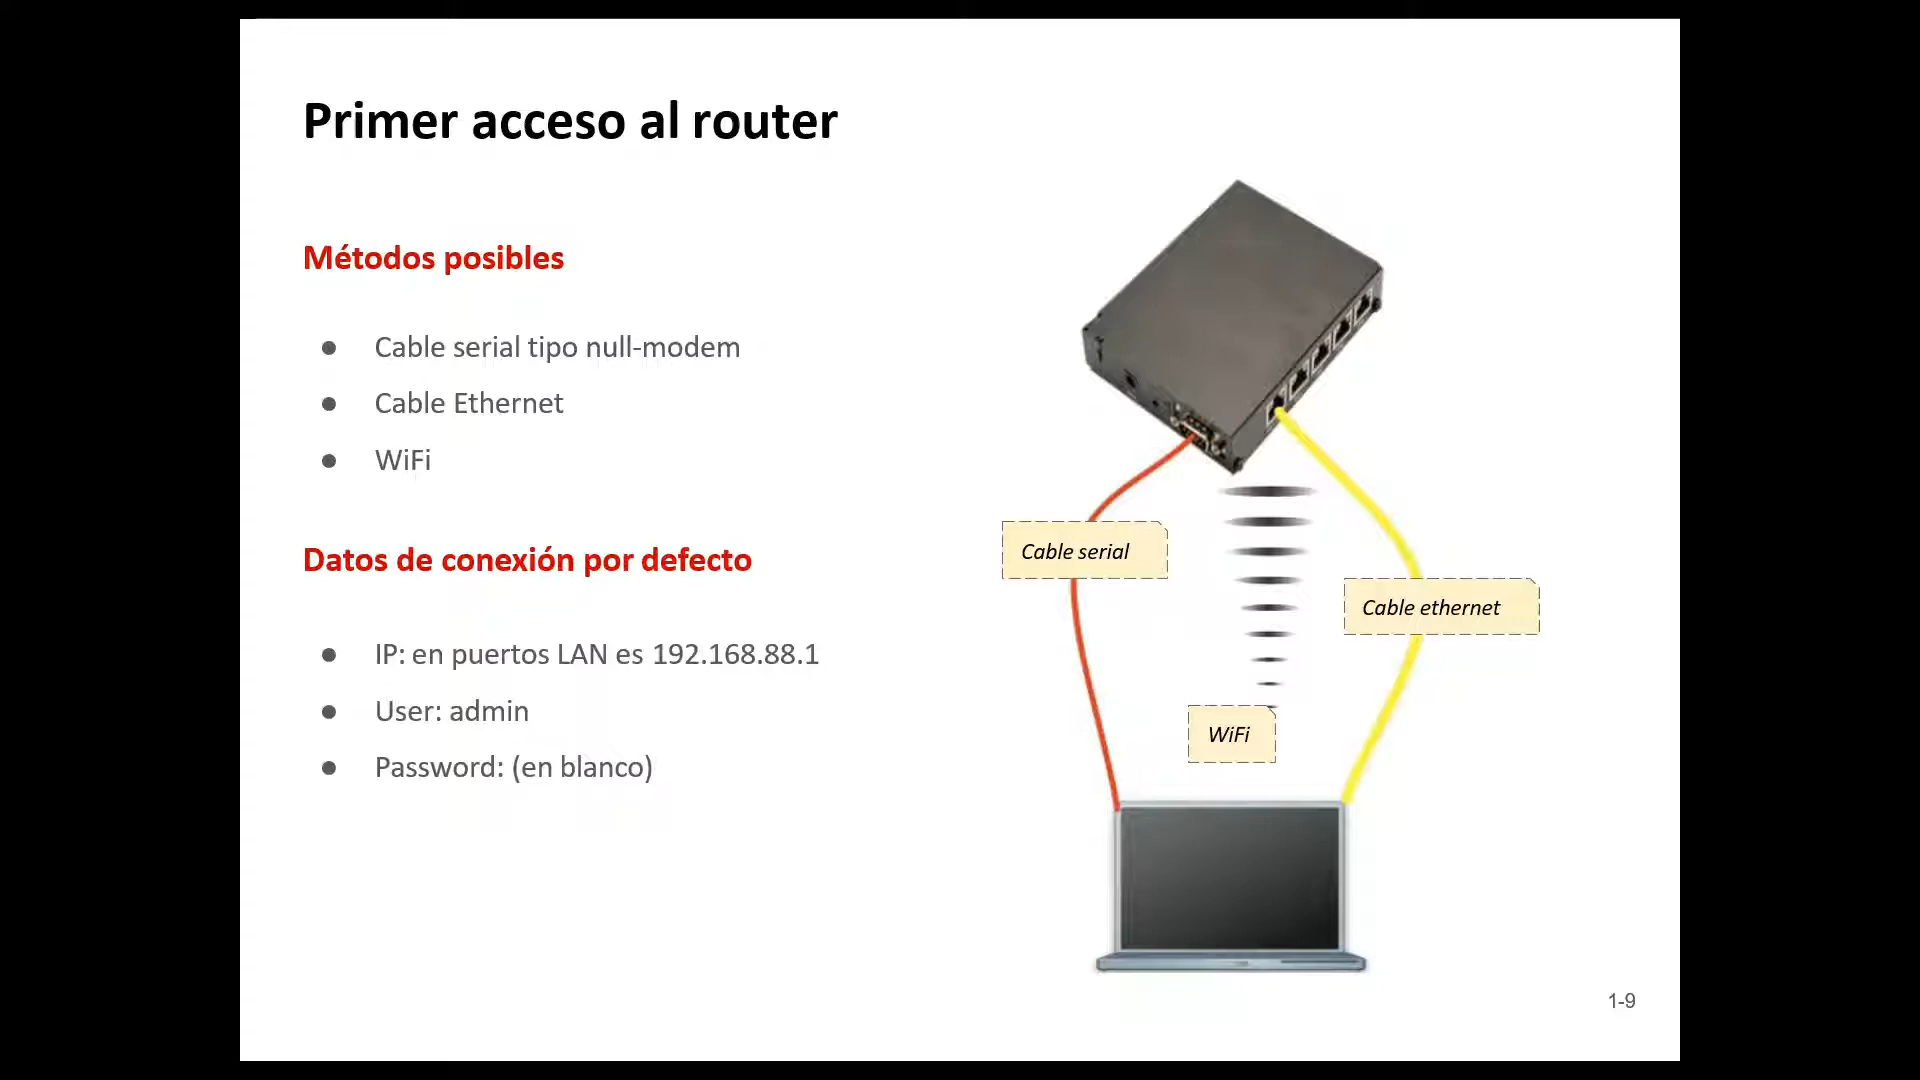 Primer acceso al router
Métodos posibles
● Cable serial tipo null-modem
● Cable Ethernet
● WiFi
Datos de conexión por defecto
● IP: en puertos LAN es 192.168.88.1
● User: admin
● Password: (en blanco)
Cable serial
Cable ethernet
WiFi
1-9